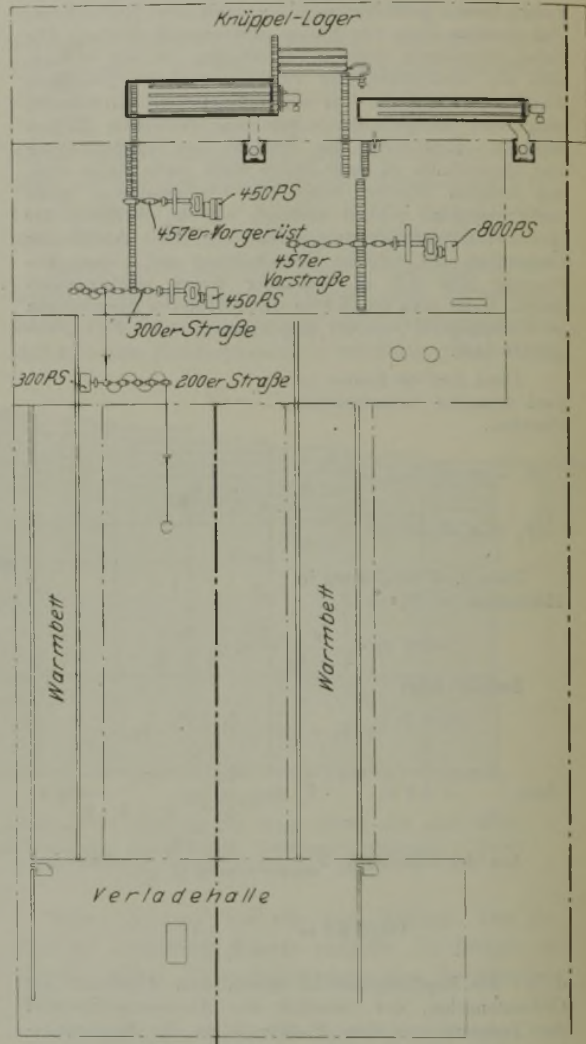 Knüppel-Lager
450PS
457er Vorgerüst
800PS
457er
Vorstraße
450PS
300er Straße
300PS
200er Straße
Warmbett
Warmbett
Verladehalle